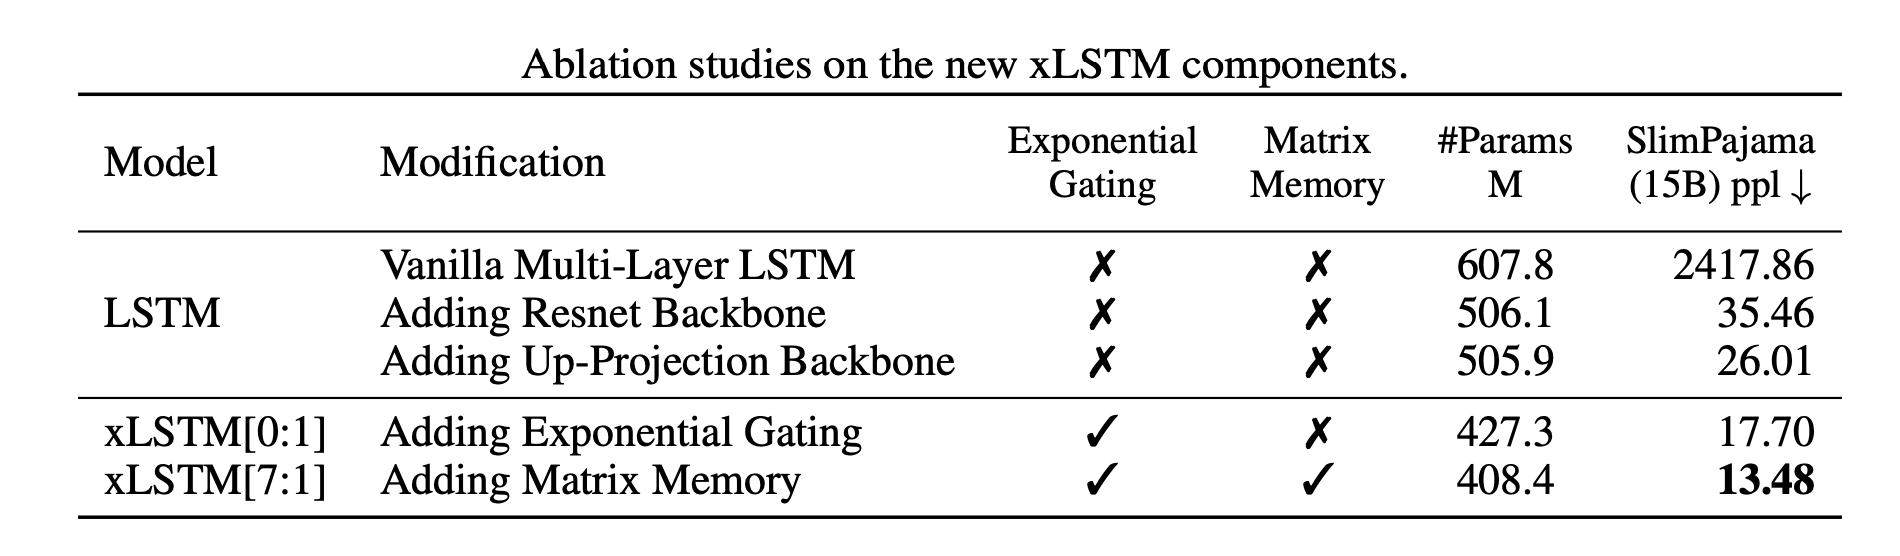 Ablation studies on the new xLSTM components.
Model Modification Exponential Gating Matrix Memory #Params M SlimPajama (15B) ppl ↓
Vanilla Multi-Layer LSTM ✗ ✗ 607.8 2417.86
LSTM Adding Resnet Backbone ✗ ✗ 506.1 35.46
Adding Up-Projection Backbone ✗ ✗ 505.9 26.01
xLSTM[0:1] Adding Exponential Gating ✓ ✗ 427.3 17.70
xLSTM[7:1] Adding Matrix Memory ✓ ✓ 408.4 13.48